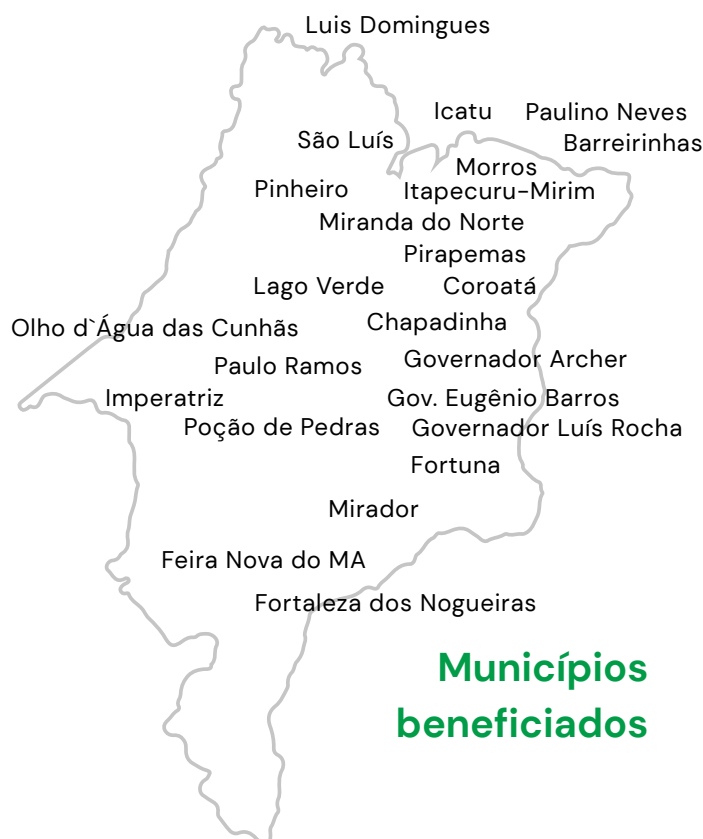 Luis Domingues
Icatu
Paulino Neves
São Luís
Barreirinhas
Morros
Pinheiro
Itapecuru-Mirim
Miranda do Norte
Pirapemas
Lago Verde
Coroatá
Olho d`Água das Cunhãs
Chapadinha
Paulo Ramos
Governador Archer
Imperatriz
Gov. Eugênio Barros
Poção de Pedras
Governador Luís Rocha
Fortuna
Mirador
Feira Nova do MA
Fortaleza dos Nogueiras
Municípios
beneficiados